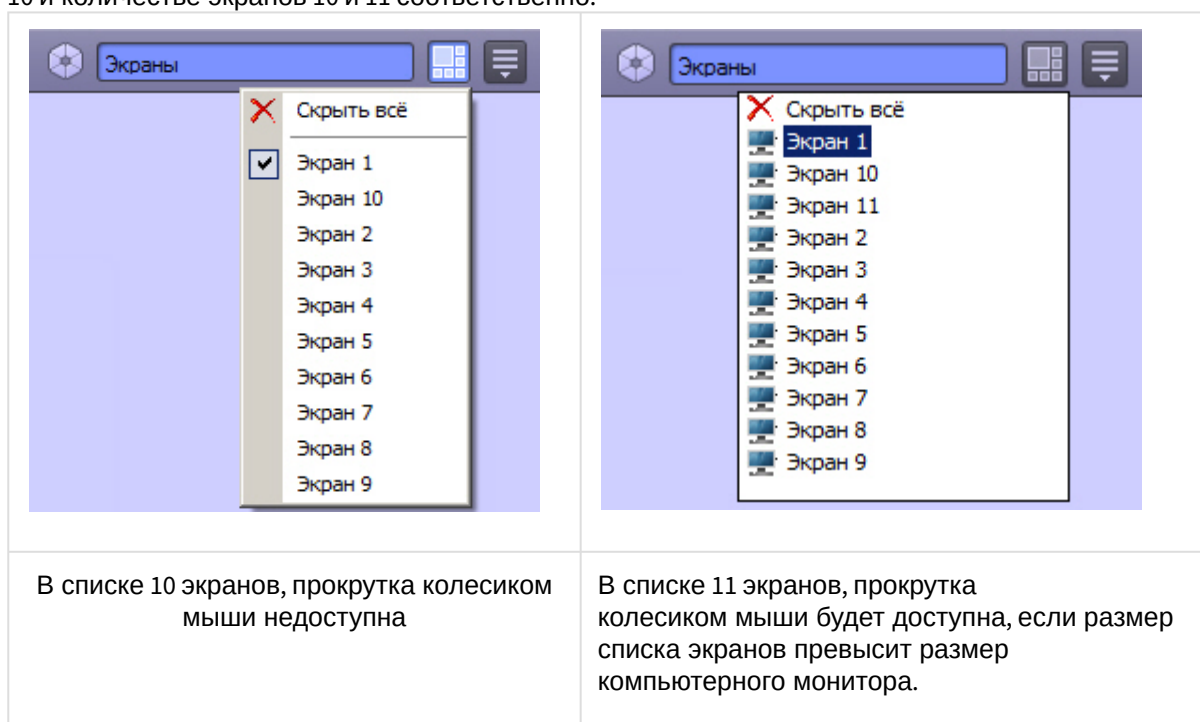 10 и количестве экранов 10 и 11 соответственно.
Экраны
Скрыть всё
Экран 1
Экран 10
Экран 2
Экран 3
Экран 4
Экран 5
Экран 6
Экран 7
Экран 8
Экран 9
Экраны
Скрыть всё
Экран 1
Экран 10
Экран 11
Экран 2
Экран 3
Экран 4
Экран 5
Экран 6
Экран 7
Экран 8
Экран 9
В списке 10 экранов, прокрутка колесиком
мыши недоступна
В списке 11 экранов, прокрутка
колесиком мыши будет доступна, если размер
списка экранов превысит размер
компьютерного монитора.